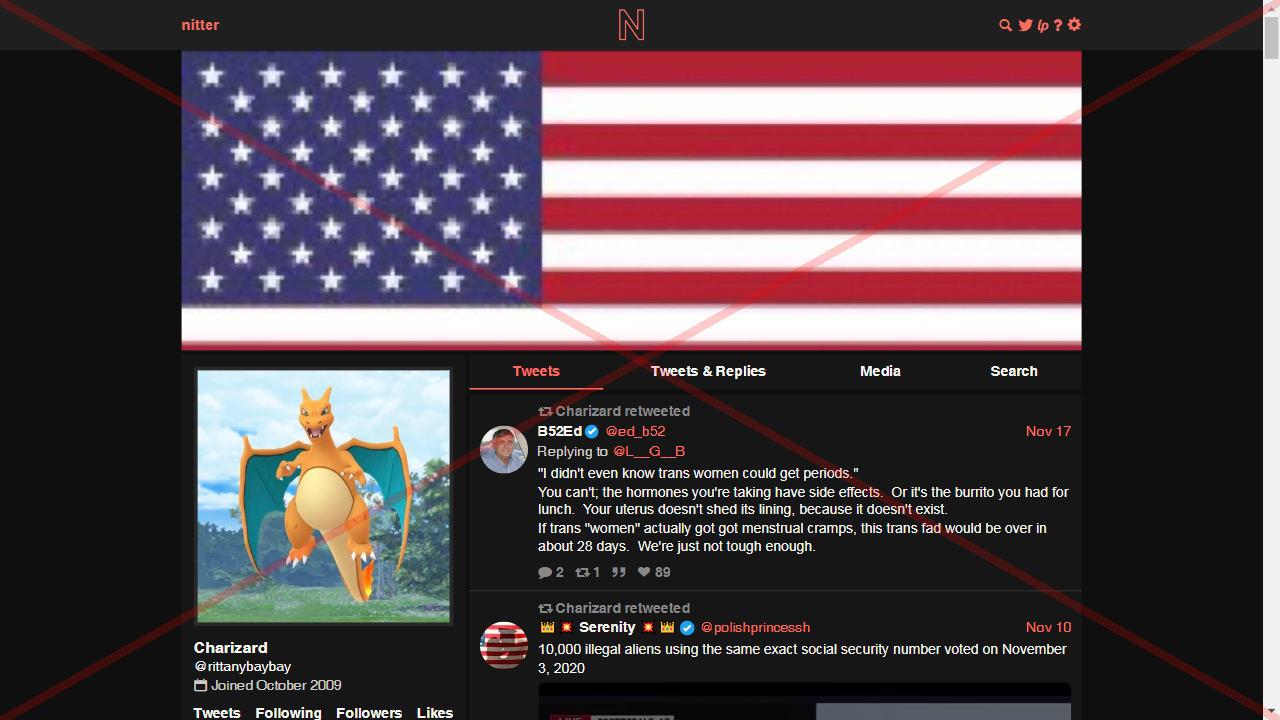 nitter
N
lp ?
Tweets
Tweets & Replies
Media
Search
Charizard retweeted
B52Ed @ed_b52
Nov 17
Replying to @L__G__B
"I didn't even know trans women could get periods."
You can't; the hormones you're taking have side effects.  Or it's the burrito you had for
lunch.  Your uterus doesn't shed its lining, because it doesn't exist.
If trans "women" actually got got menstrual cramps, this trans fad would be over in
about 28 days.  We're just not tough enough.
2 1 89
Charizard retweeted
👑 💥 Serenity 💥 👑 @polishprincessh
Nov 10
10,000 illegal aliens using the same exact social security number voted on November
3, 2020
LIVE
Charizard
@rittanybaybay
Joined October 2009
Tweets Following Followers Likes